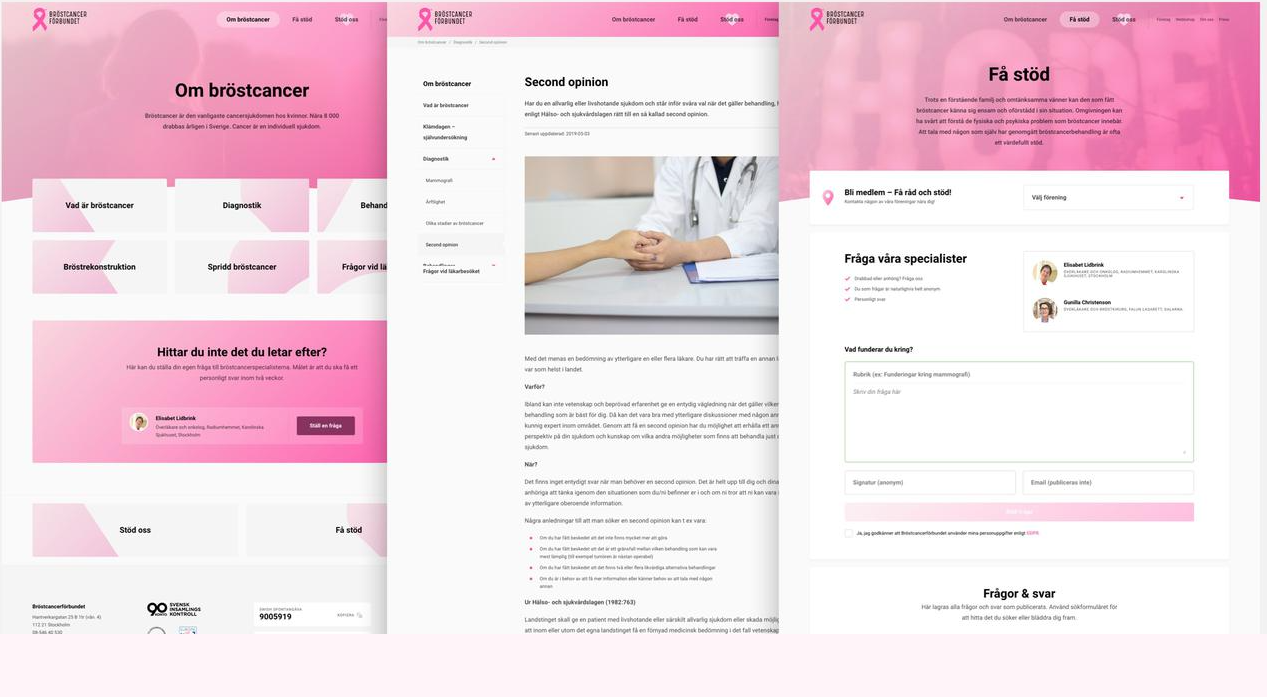 BRÖSTCANCER
FÖRBUNDET
Om bröstcancer
Få stöd
Stöd oss
Om bröstcancer
Bröstcancer är den vanligaste cancersjukdomen hos kvinnor. Nära 8 000
drabbas årligen i Sverige. Cancer är en individuell sjukdom.
Vad är bröstcancer
Diagnostik
Behand
Bröstrekonstruktion
Spridd bröstcancer
Frågor vid lä
Hittar du inte det du letar efter?
Här kan du ställa din egen fråga till bröstcancerspecialisterna. Målet är att du ska få ett
personligt svar inom två veckor.
Elisabet Lidbrink
Överläkare och onkolog, Radiumhemmet, Karolinska
Sjukhuset, Stockholm
Ställ en fråga
Stöd oss
Få stöd
Bröstcancerförbundet
Hantverkargatan 25 B 1tr (vån. 4)
112 21 Stockholm
08-546 40 530
90 KONTO
SVENSK
INSAMLINGS
KONTROLL
SWISH SPONTANGÅVA
9005919
KOPIERA
BRÖSTCANCER
FÖRBUNDET
Om bröstcancer
Få stöd
Stöd oss
Företag
Om bröstcancer / Diagnostik / Second opinion
Om bröstcancer
Vad är bröstcancer
Klämdagen –
självundersökning
Diagnostik
Mammografi
Ärftlighet
Olika stadier av bröstcancer
Second opinion
Behandlingar
Frågor vid läkarbesöket
Second opinion
Har du en allvarlig eller livshotande sjukdom och står inför svåra val när det gäller behandling, h
enligt Hälso- och sjukvårdslagen rätt till en så kallad second opinion.
Senast uppdaterad: 2019-03-03
Med det menas en bedömning av ytterligare en eller flera läkare. Du har rätt att träffa en annan l
var som helst i landet.
Varför?
Ibland kan inte vetenskap och beprövad erfarenhet ge en entydig vägledning när det gäller vilken
behandling som är bäst för dig. Då kan det vara bra med ytterligare diskussioner med någon ann
kunnig expert inom området. Genom att få en second opinion har du möjlighet att erhålla ett ann
perspektiv på din sjukdom och kunskap om vilka andra möjligheter som finns att behandla just d
sjukdom.
När?
Det finns inget entydigt svar när man behöver en second opinion. Det är helt upp till dig och dina
anhöriga att tänka igenom den situationen som du/ni befinner er i och om ni tror att ni kan vara i
av ytterligare oberoende information.
Några anledningar till att man söker en second opinion kan t ex vara:
Om du har fått beskedet att det inte finns mycket mer att göra
Om du har fått beskedet att det är ett gränsfall mellan vilken behandling som kan vara
mest lämplig (till exempel tumören är nästan operabel)
Om du har fått beskedet att det finns två eller flera likvärdiga alternativa behandlingar
Om du är i behov av att få mer information eller känner behov av att tala med någon
annan
Ur Hälso- och sjukvårdslagen (1982:763)
Landstinget skall ge en patient med livshotande eller särskilt allvarlig sjukdom eller skada möjlig
att inom eller utom det egna landstinget få en förnyad medicinsk bedömning i det fall vetenskap
BRÖSTCANCER
FÖRBUNDET
Om bröstcancer
Få stöd
Stöd oss
Företag
Medlemskap
Om oss
Press
HOPE
Få stöd
Trots en förstående familj och omtänksamma vänner kan den som fått
bröstcancer känna sig ensam och oförstådd i sin situation. Omgivningen kan
ha svårt att förstå de fysiska och psykiska problem som bröstcancer innebär.
Att tala med någon som själv har genomgått bröstcancerbehandling är ofta
ett värdefullt stöd.
Bli medlem – Få råd och stöd!
Kontakta någon av våra föreningar nära dig!
Välj förening
Fråga våra specialister
Drabbad eller anhörig? Fråga oss
Du som frågar är naturligtvis helt anonym
Personligt svar
Elisabet Lidbrink
ÖVERLÄKARE OCH ONKOLOG, RADIUMHEMMET, KAROLINSKA
SJUKHUSET, STOCKHOLM
Gunilla Christenson
ÖVERLÄKARE OCH BRÖSTKIRURG, FALUN LASARETT, DALARNA
Vad funderar du kring?
Rubrik (ex: Funderingar kring mammografi)
Skriv din fråga här
Signatur (anonym)
Email (publiceras inte)
Ja, jag godkänner att Bröstcancerförbundet använder mina personuppgifter enligt GDPR.
Frågor & svar
Här lagras alla frågor och svar som publicerats. Använd sökformuläret för
att hitta det du söker eller bläddra dig fram.